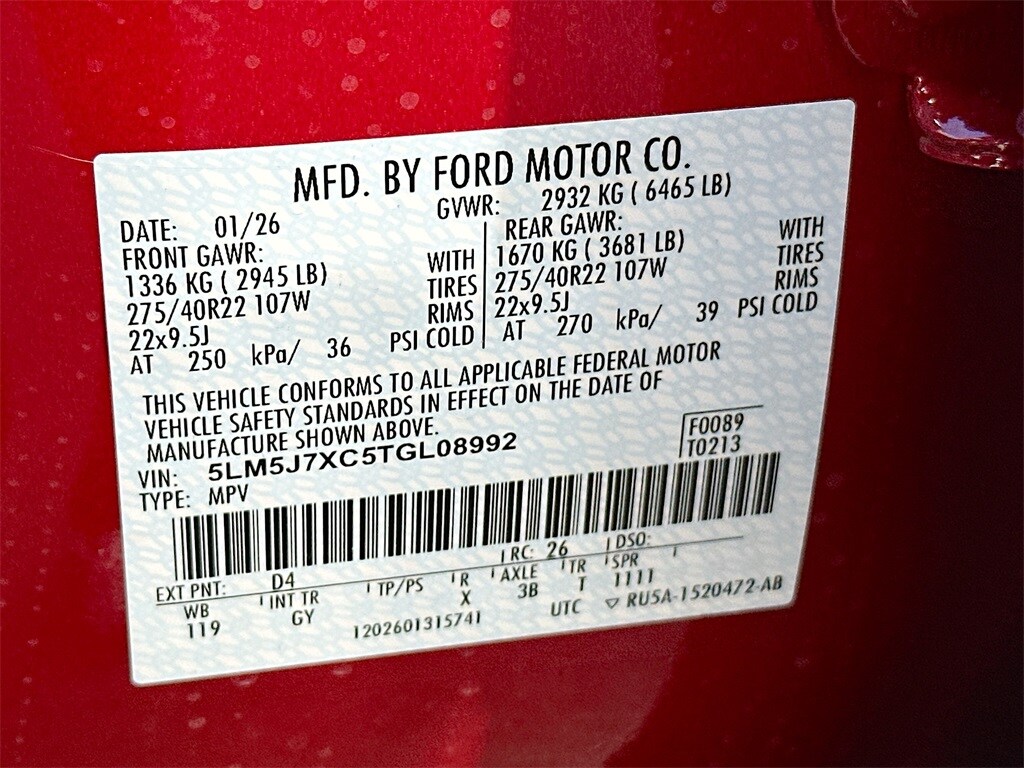 MFD. BY FORD MOTOR CO.
DATE: 01/26 GVWR: 2932 KG ( 6465 LB)
FRONT GAWR:
1336 KG ( 2945 LB) WITH
275/40R22 107W TIRES
22x9.5J RIMS
AT 250 kPa/ 36 PSI COLD
REAR GAWR: WITH
1670 KG ( 3681 LB) TIRES
275/40R22 107W RIMS
22x9.5J
AT 270 kPa/ 39 PSI COLD
THIS VEHICLE CONFORMS TO ALL APPLICABLE FEDERAL MOTOR
VEHICLE SAFETY STANDARDS IN EFFECT ON THE DATE OF
MANUFACTURE SHOWN ABOVE.
VIN: 5LM5J7XC5TGL08992
TYPE: MPV
F0089
T0213
EXT PNT: D4 RC: 26 DSO:
WB INT TR TP/PS R AXLE TR SPR
119 GY X 3B T 1111
1202601315741 UTC ▽ RU5A-1520472-AB